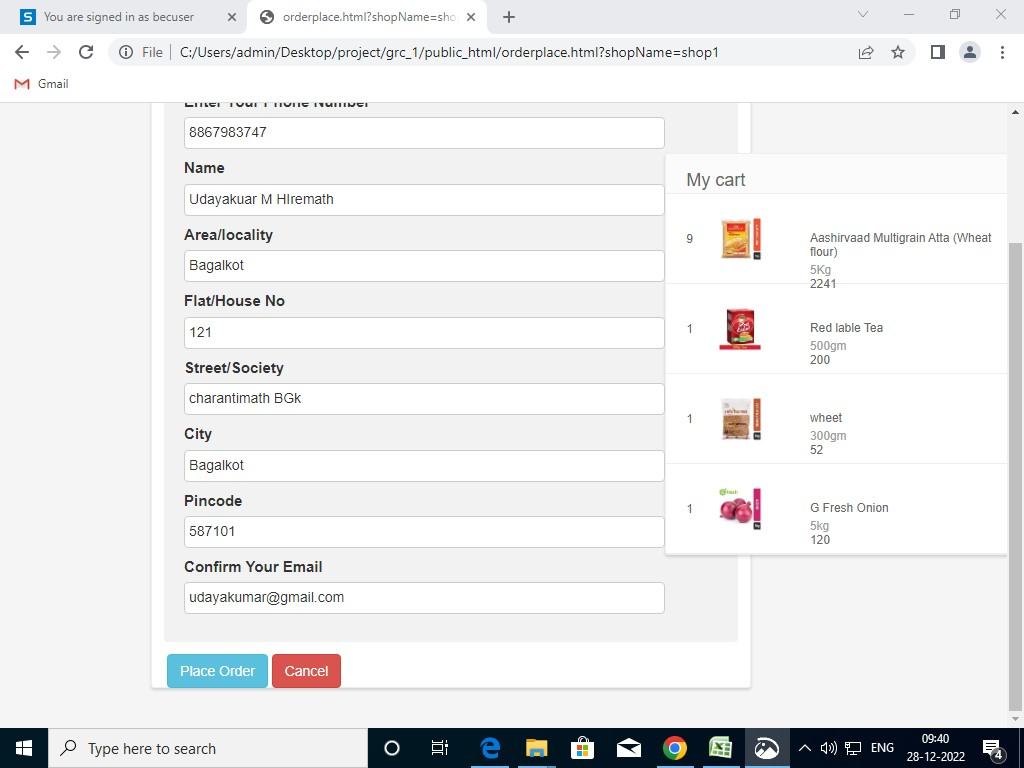 You are signed in as becuser
orderplace.html?shopName=sho
File
C:/Users/admin/Desktop/project/grc_1/public_html/orderplace.html?shopName=shop1
Gmail
Enter Your Phone Number
8867983747
Name
Udayakuar M HIremath
Area/locality
Bagalkot
Flat/House No
121
Street/Society
charantimath BGk
City
Bagalkot
Pincode
587101
Confirm Your Email
udayakumar@gmail.com
Place Order
Cancel
My cart
9
Aashirvaad Multigrain Atta (Wheat
flour)
5Kg
2241
1
Red lable Tea
500gm
200
1
wheet
300gm
52
1
G Fresh Onion
5kg
120
Type here to search
ENG
09:40
28-12-2022
4